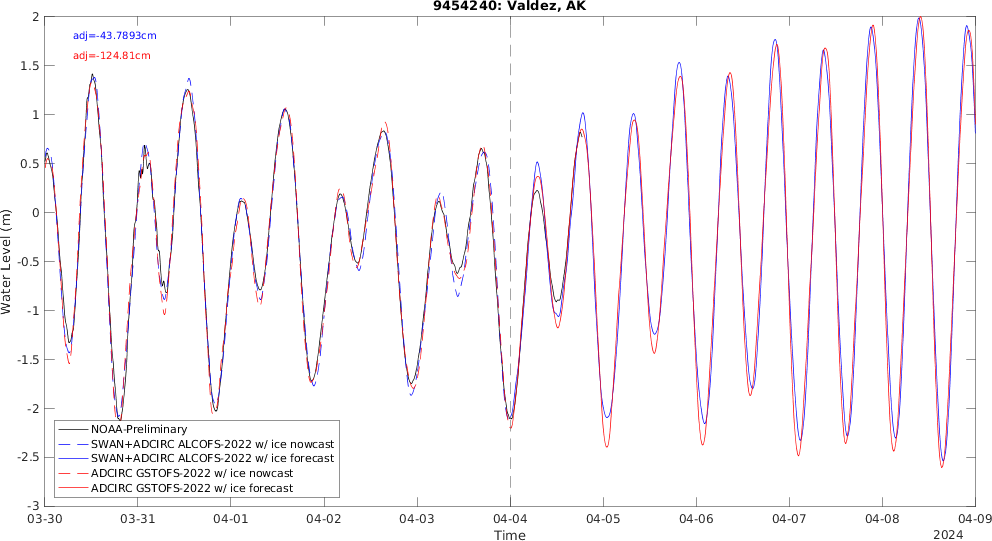 9454240: Valdez, AK
adj=-43.7893cm
adj=-124.81cm
Water Level (m)
2
1.5
1
0.5
0
-0.5
-1
-1.5
-2
-2.5
-3
NOAA-Preliminary
SWAN+ADCIRC ALCOFS-2022 w/ ice nowcast
SWAN+ADCIRC ALCOFS-2022 w/ ice forecast
ADCIRC GSTOFS-2022 w/ ice nowcast
ADCIRC GSTOFS-2022 w/ ice forecast
03-30 03-31 04-01 04-02 04-03 04-04 04-05 04-06 04-07 04-08 04-09
Time
2024